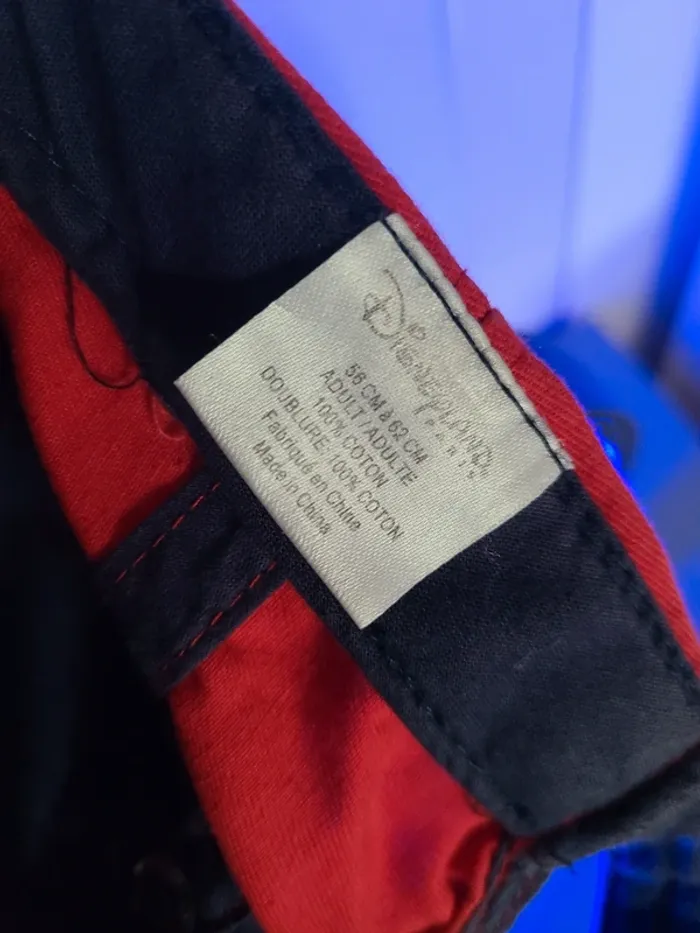 Disneyland
PARIS
56 CM à 62 CM
ADULT/ADULTE
100% COTON
DOUBLURE: 100% COTON
Fabriqué en Chine
Made in China